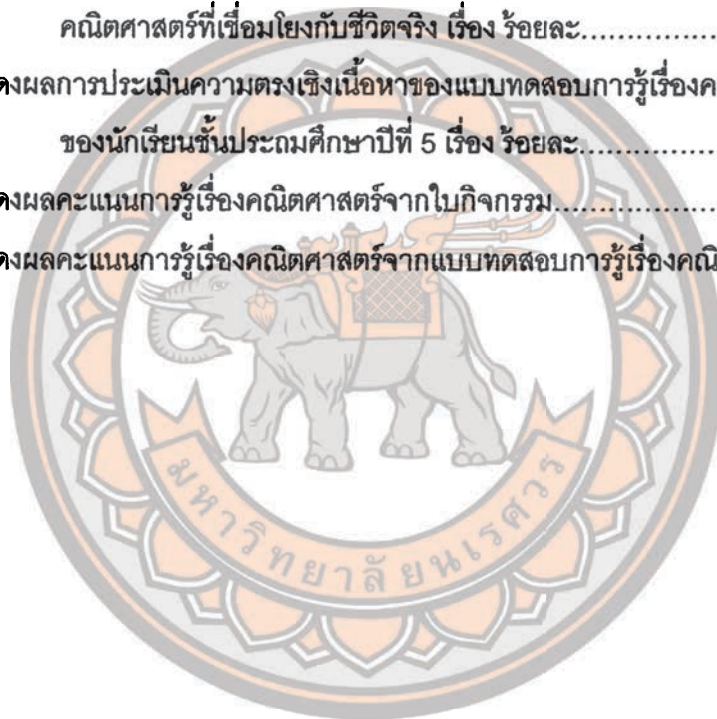 คณิตศาสตร์ที่เชื่อมโยงกับชีวิตจริง เรื่อง ร้อยละ................
งผลการประเมินความตรงเชิงเนื้อหาของแบบทดสอบการรู้เรื่องค
ของนักเรียนชั้นประถมศึกษาปีที่ 5 เรื่อง ร้อยละ................
งผลคะแนนการรู้เรื่องคณิตศาสตร์จากใบกิจกรรม...................
งผลคะแนนการรู้เรื่องคณิตศาสตร์จากแบบทดสอบการรู้เรื่องคณิ
มหาวิทยาลัยนเรศวร